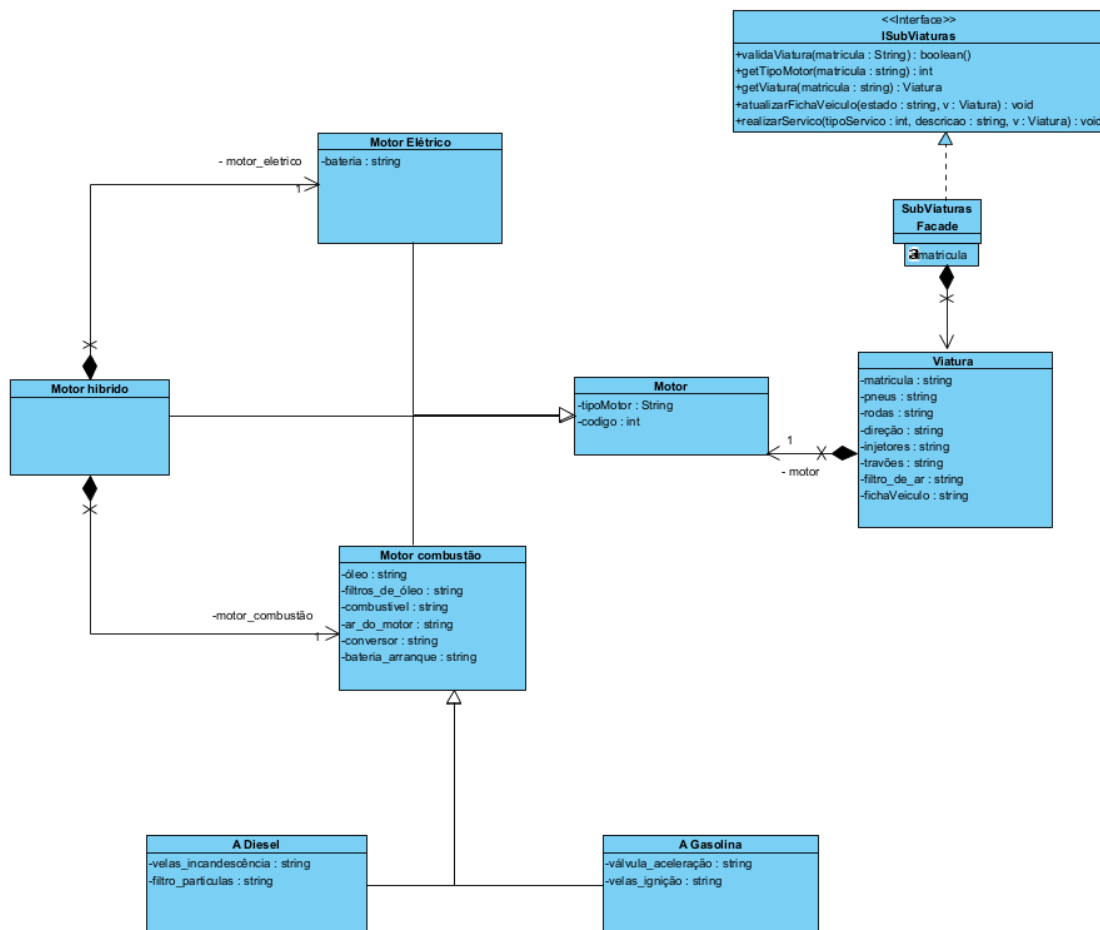 <<Interface>>
ISubViaturas
+validaViatura(matricula : String) : boolean()
+getTipoMotor(matricula : string) : int
+getViatura(matricula : string) : Viatura
+atualizarFichaVeiculo(estado : string, v : Viatura) : void
+realizarServico(tipoServico : int, descricao : string, v : Viatura) : void
Motor Elétrico
-bateria : string
- motor_eletrico
1
SubViaturas
Facade
matricula
Motor hibrido
Motor
-tipoMotor : String
-codigo : int
1
- motor
Viatura
-matricula : string
-pneus : string
-rodas : string
-direção : string
-injetores : string
-travões : string
-filtro_de_ar : string
-fichaVeiculo : string
Motor combustão
-óleo : string
-filtros_de_óleo : string
-combustivel : string
-ar_do_motor : string
-conversor : string
-bateria_arranque : string
-motor_combustão
1
A Diesel
-velas_incandescência : string
-filtro_particulas : string
A Gasolina
-válvula_aceleração : string
-velas_ignição : string